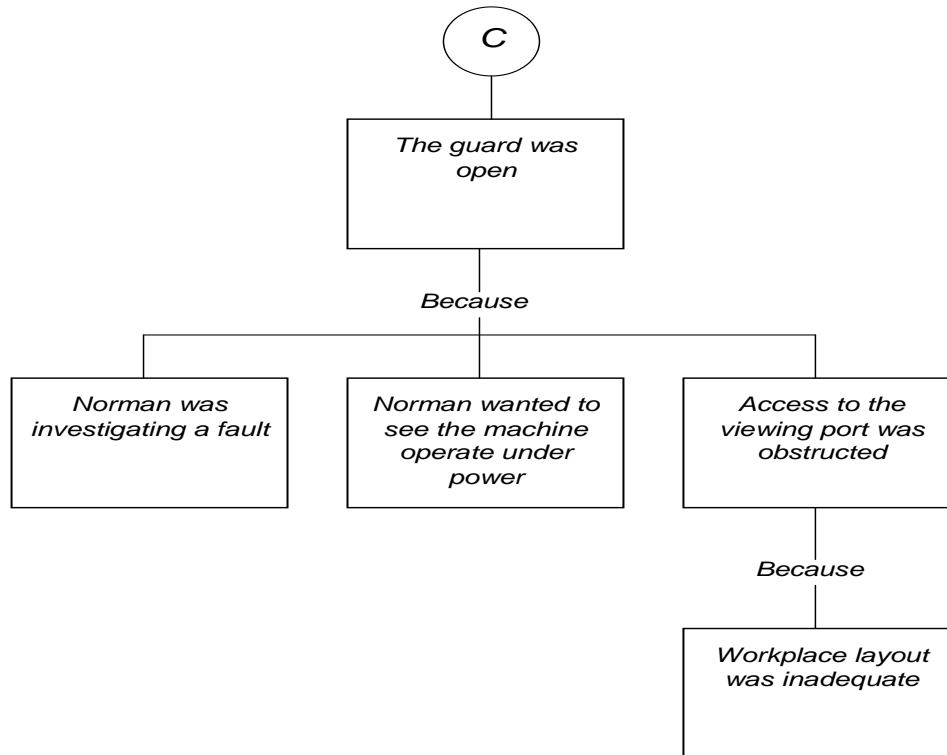 C
The guard was
open
Because
Norman was
investigating a fault
Norman wanted to
see the machine
operate under
power
Access to the
viewing port was
obstructed
Because
Workplace layout
was inadequate